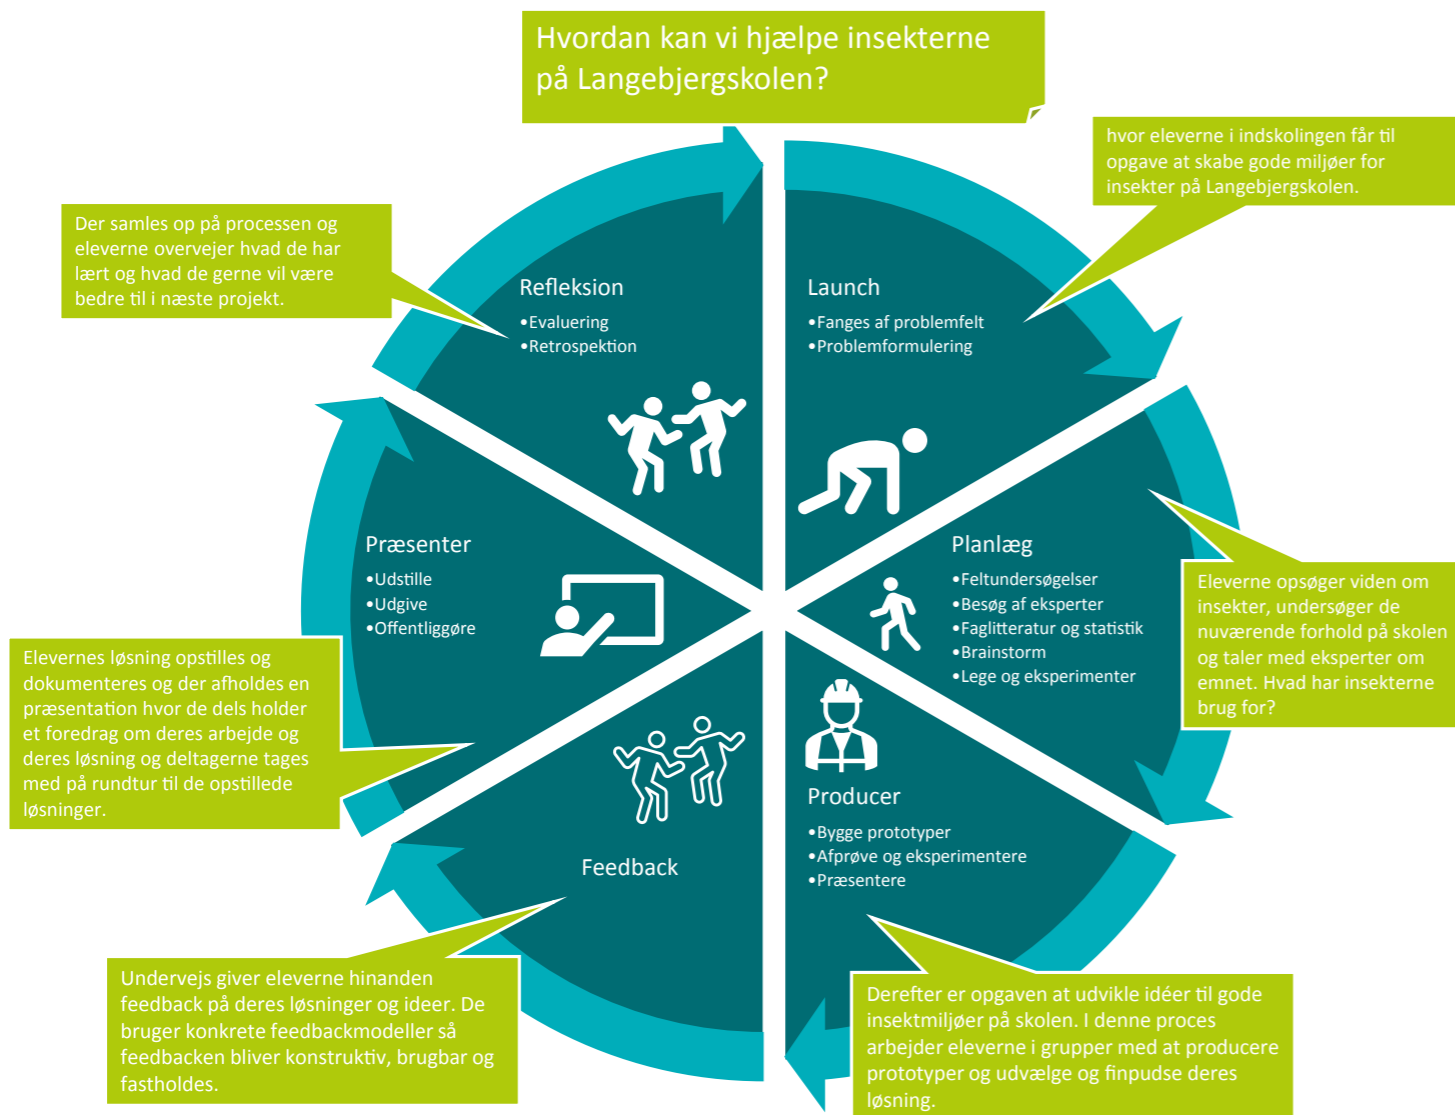 Hvordan kan vi hjælpe insekterne
på Langebjergskolen?
hvor eleverne i indskolingen får til
opgave at skabe gode miljøer for
insekter på Langebjergskolen.
Launch
•Fanges af problemfelt
•Problemformulering
Planlæg
•Feltundersøgelser
•Besøg af eksperter
•Faglitteratur og statistik
•Brainstorm
•Lege og eksperimenter
Eleverne opsøger viden om
insekter, undersøger de
nuværende forhold på skolen
og taler med eksperter om
emnet. Hvad har insekterne
brug for?
Producer
•Bygge prototyper
•Afprøve og eksperimentere
•Præsentere
Derefter er opgaven at udvikle idéer til gode
insektmiljøer på skolen. I denne proces
arbejder eleverne i grupper med at producere
prototyper og udvælge og finpudse deres
løsning.
Feedback
Undervejs giver eleverne hinanden
feedback på deres løsninger og ideer. De
bruger konkrete feedbackmodeller så
feedbacken bliver konstruktiv, brugbar og
fastholdes.
Præsenter
•Udstille
•Udgive
•Offentliggøre
Elevernes løsning opstilles og
dokumenteres og der afholdes en
præsentation hvor de dels holder
et foredrag om deres arbejde og
deres løsning og deltagerne tages
med på rundtur til de opstillede
løsninger.
Refleksion
•Evaluering
•Retrospektion
Der samles op på processen og
eleverne overvejer hvad de har
lært og hvad de gerne vil være
bedre til i næste projekt.